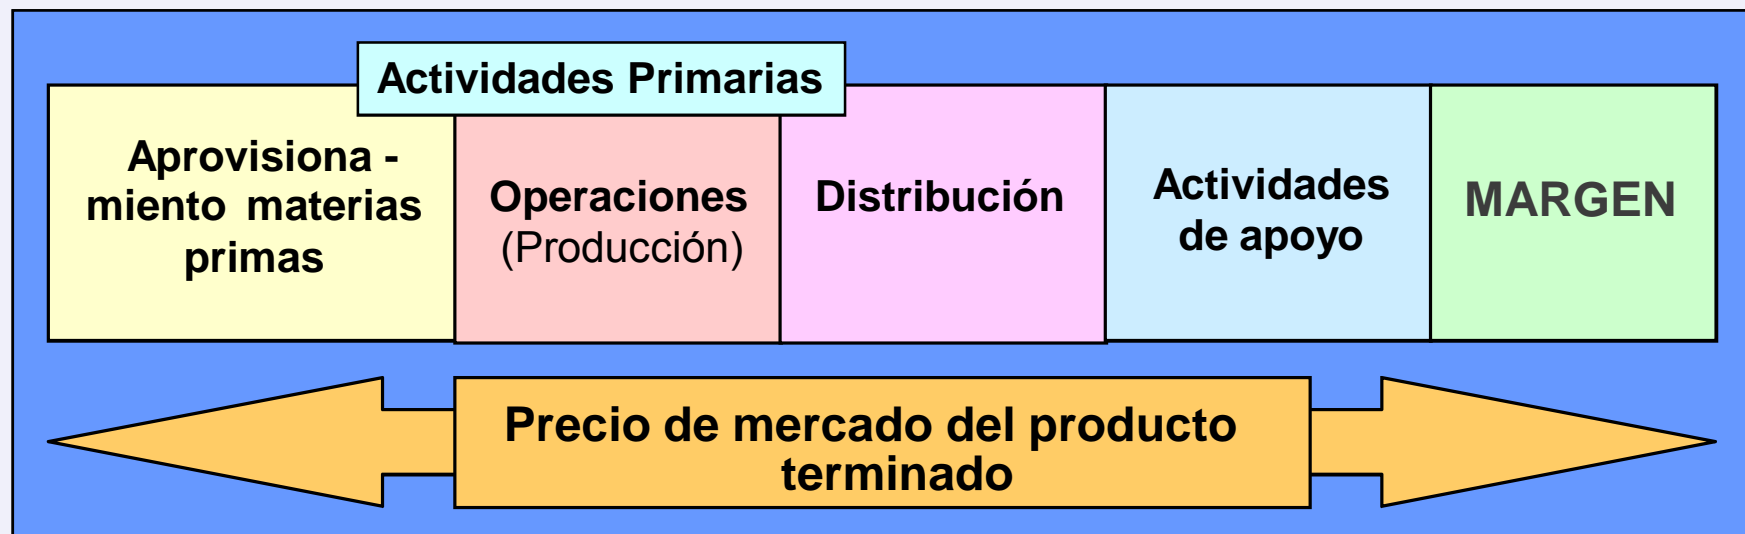 Actividades Primarias
Aprovisiona -
miento materias
primas
Operaciones
(Producción)
Distribución
Actividades
de apoyo
MARGEN
Precio de mercado del producto
terminado